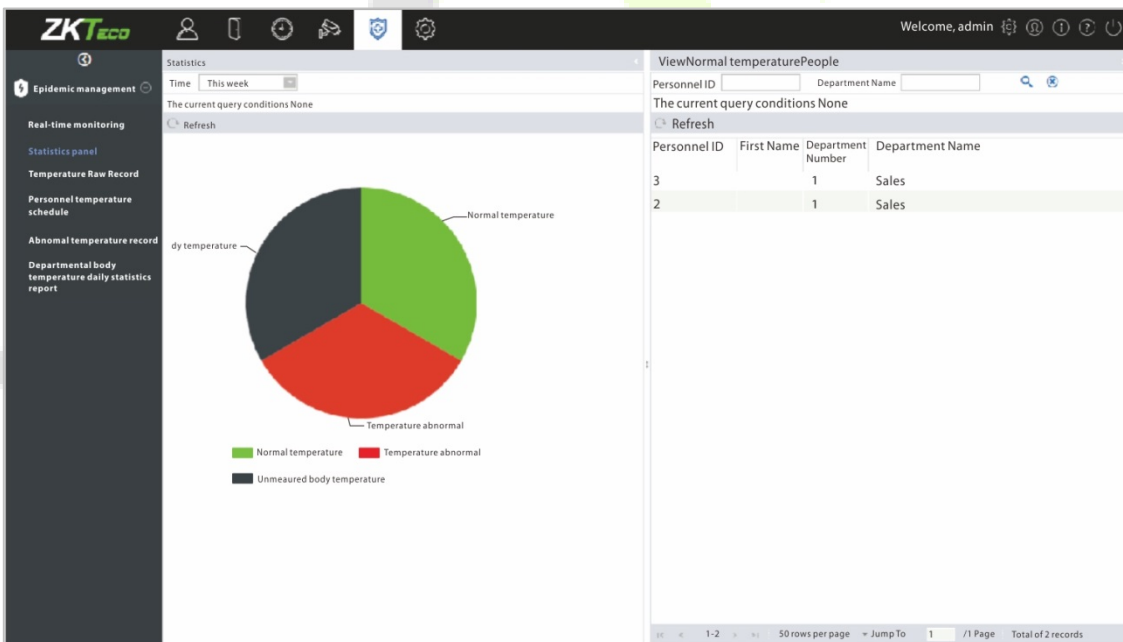 ZKTeco
Welcome, admin
Epidemic management
Real-time monitoring
Statistics panel
Temperature Raw Record
Personnel temperature
schedule
Abnomal temperature record
Departmental body
temperature daily statistics
report
Statistics
Time This week
The current query conditions None
Refresh
Normal temperature
dy temperature
Temperature abnormal
Normal temperature Temperature abnormal
Unmeaured body temperature
ViewNormal temperaturePeople
Personnel ID Department Name
The current query conditions None
Refresh
Personnel ID First Name Department Number Department Name
3 1 Sales
2 1 Sales
1-2 50 rows per page Jump To 1 /1 Page Total of 2 records